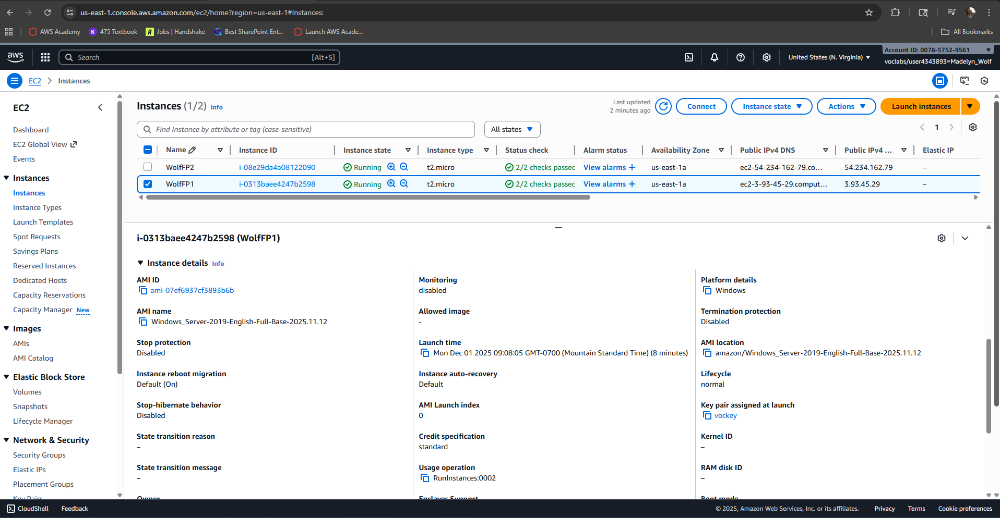 us-east-1.console.aws.amazon.com/ec2/home?region=us-east-1#Instances:
AWS Academy K 475 Textbook Jobs | Handshake Best SharePoint Ent... Launch AWS Acade... All Bookmarks
aws Search [Alt+S] United States (N. Virginia) Account ID: 0078-5752-9561
voclabs/user4343893=Madelyn_Wolf
EC2 Instances
EC2
Dashboard
EC2 Global View
Events
Instances
Instances
Instance Types
Launch Templates
Spot Requests
Savings Plans
Reserved Instances
Dedicated Hosts
Capacity Reservations
Capacity Manager New
Images
AMIs
AMI Catalog
Elastic Block Store
Volumes
Snapshots
Lifecycle Manager
Network & Security
Security Groups
Elastic IPs
Placement Groups
Key Pairs
Instances (1/2) Info
Last updated
2 minutes ago
Connect Instance state Actions Launch instances
Find Instance by attribute or tag (case-sensitive) All states 1
Name Instance ID Instance state Instance type Status check Alarm status Availability Zone Public IPv4 DNS Public IPv4 ... Elastic IP
WolfFP2 i-08e29da4a08122090 Running t2.micro 2/2 checks passec View alarms + us-east-1a ec2-54-234-162-79.co... 54.234.162.79 –
WolfFP1 i-0313baee4247b2598 Running t2.micro 2/2 checks passec View alarms + us-east-1a ec2-3-93-45-29.comput... 3.93.45.29 –
i-0313baee4247b2598 (WolfFP1)
Instance details Info
AMI ID
ami-07ef6937cf3893b6b
AMI name
Windows_Server-2019-English-Full-Base-2025.11.12
Stop protection
Disabled
Instance reboot migration
Default (On)
Stop-hibernate behavior
Disabled
State transition reason
–
State transition message
–
Owner
Monitoring
disabled
Allowed image
-
Launch time
Mon Dec 01 2025 09:08:05 GMT-0700 (Mountain Standard Time) (8 minutes)
Instance auto-recovery
Default
AMI Launch index
0
Credit specification
standard
Usage operation
RunInstances:0002
Enclaves Support
Platform details
Windows
Termination protection
Disabled
AMI location
amazon/Windows_Server-2019-English-Full-Base-2025.11.12
Lifecycle
normal
Key pair assigned at launch
vockey
Kernel ID
–
RAM disk ID
–
Boot mode
CloudShell Feedback © 2025, Amazon Web Services, Inc. or its affiliates. Privacy Terms Cookie preferences